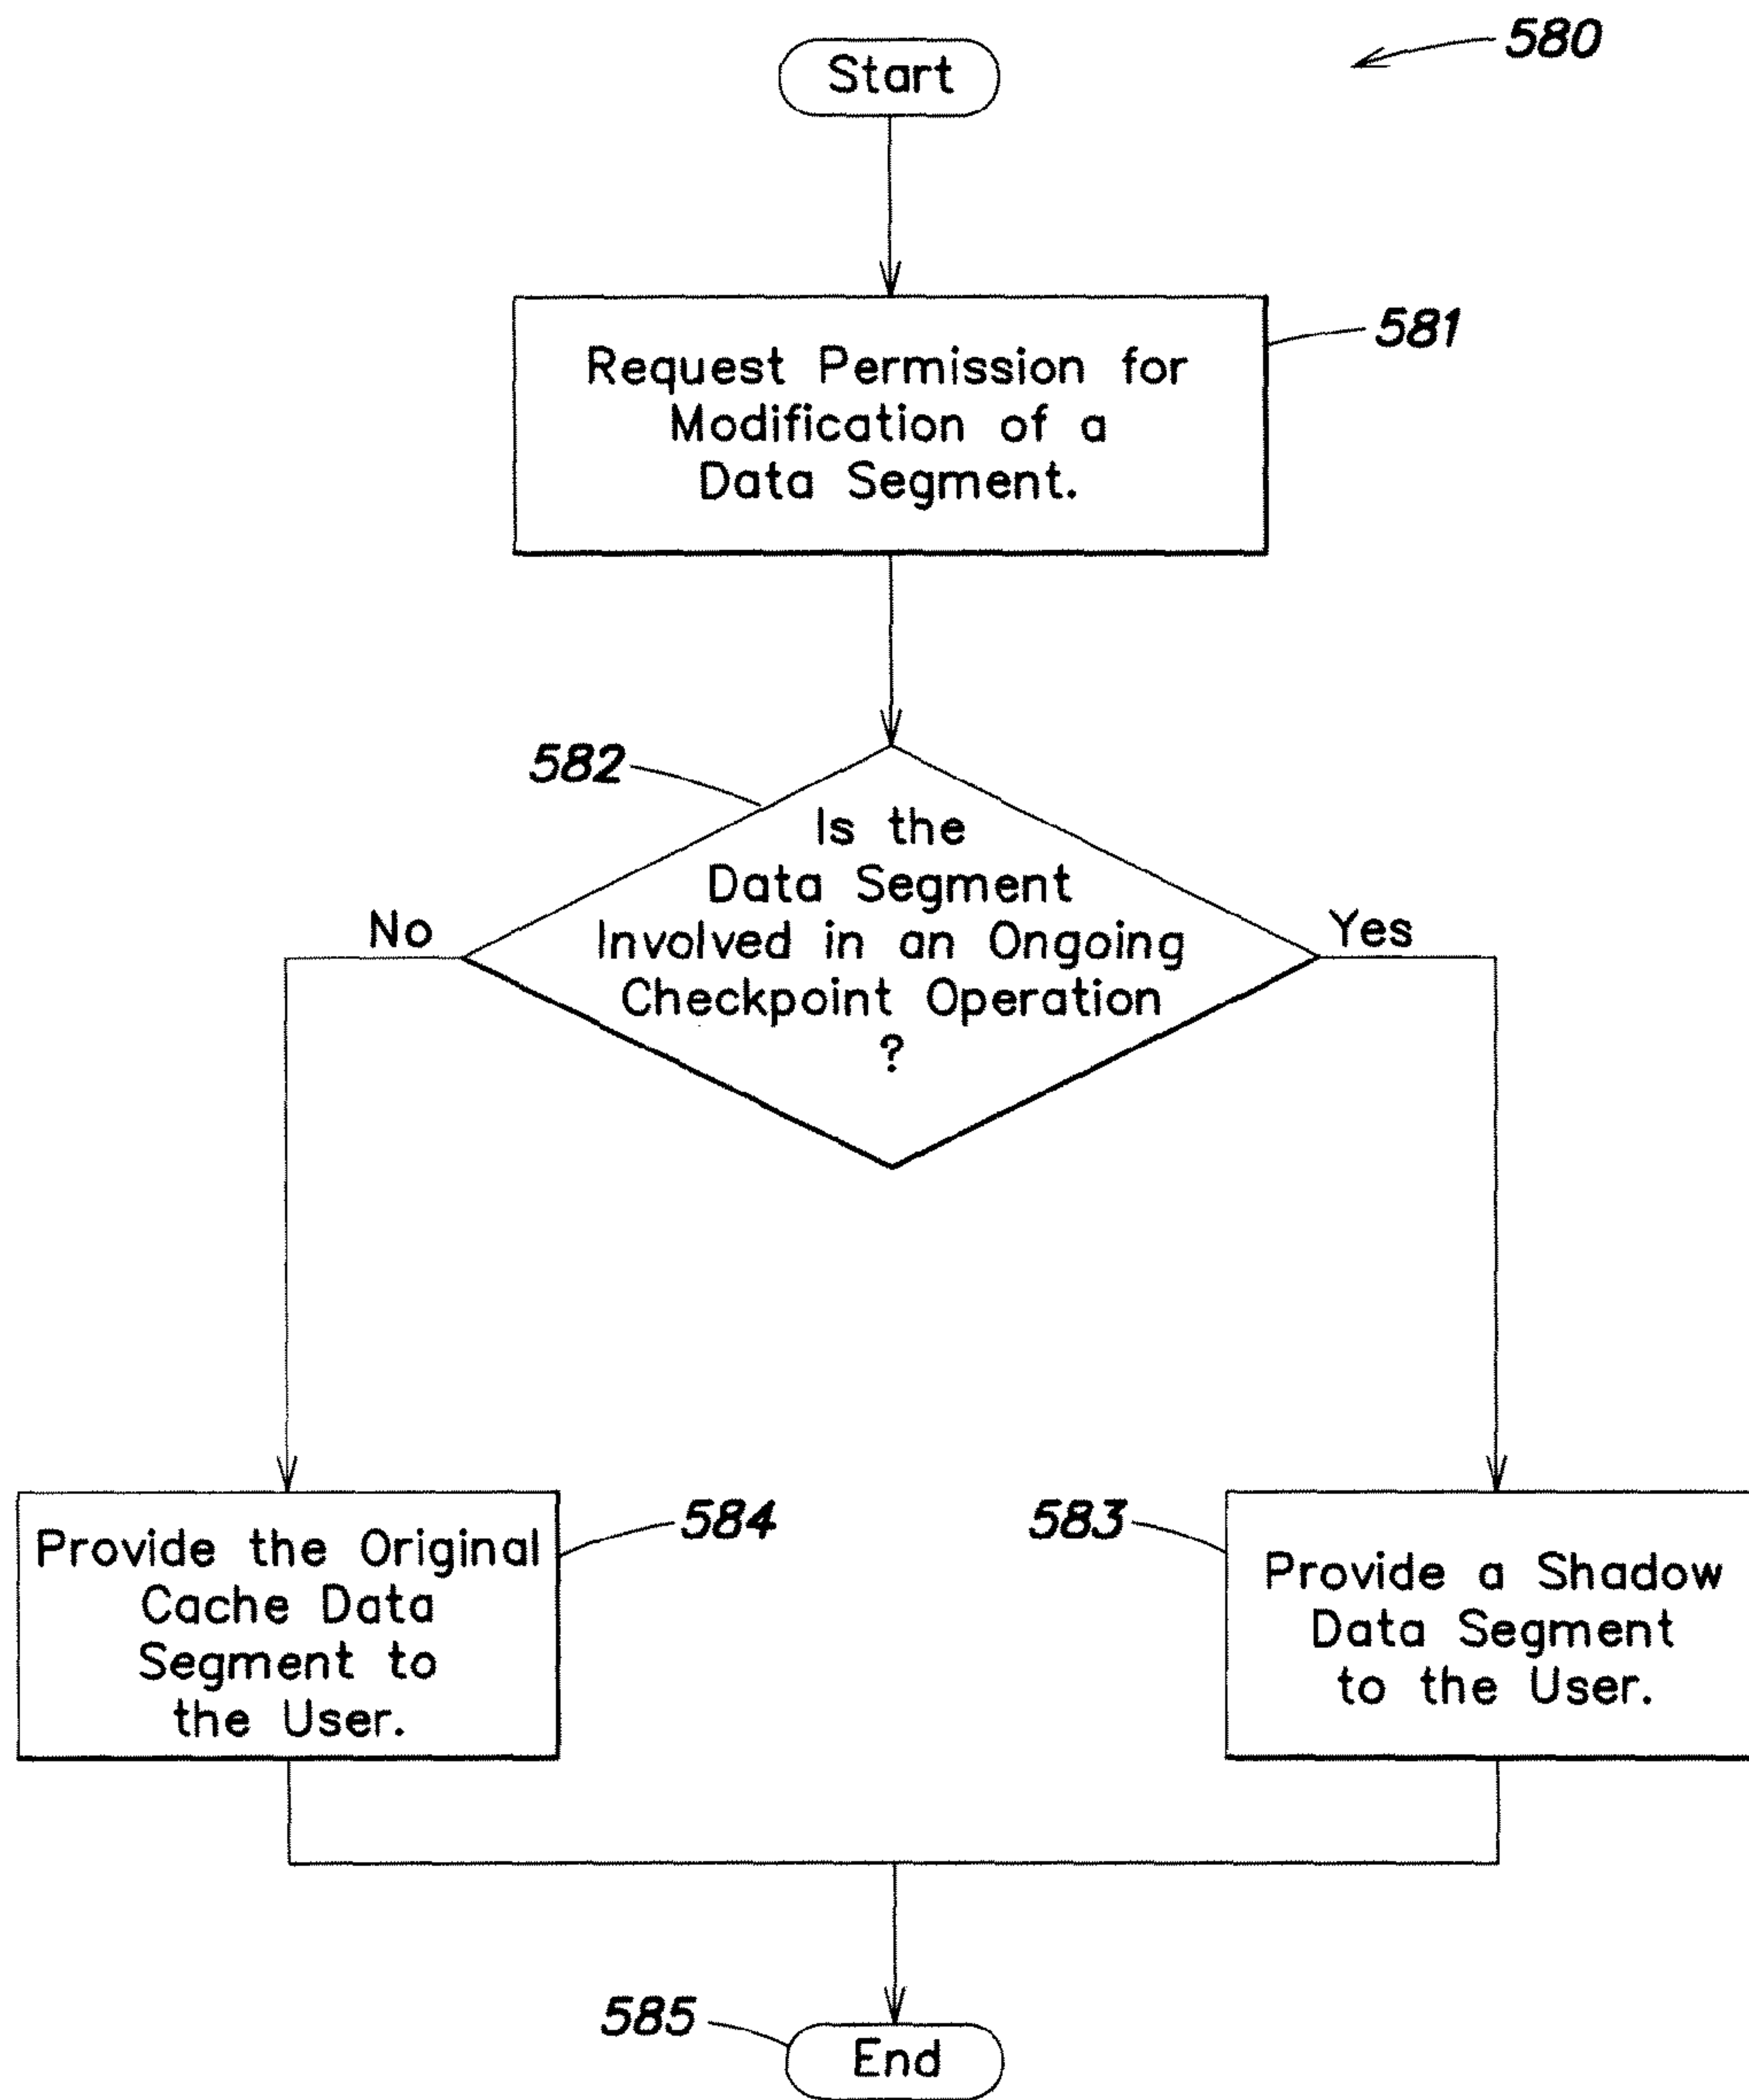 580
Start
581
Request Permission for
Modification of a
Data Segment.
582
Is the
Data Segment
Involved in an Ongoing
Checkpoint Operation
?
No
Yes
584
Provide the Original
Cache Data
Segment to
the User.
583
Provide a Shadow
Data Segment
to the User.
585
End